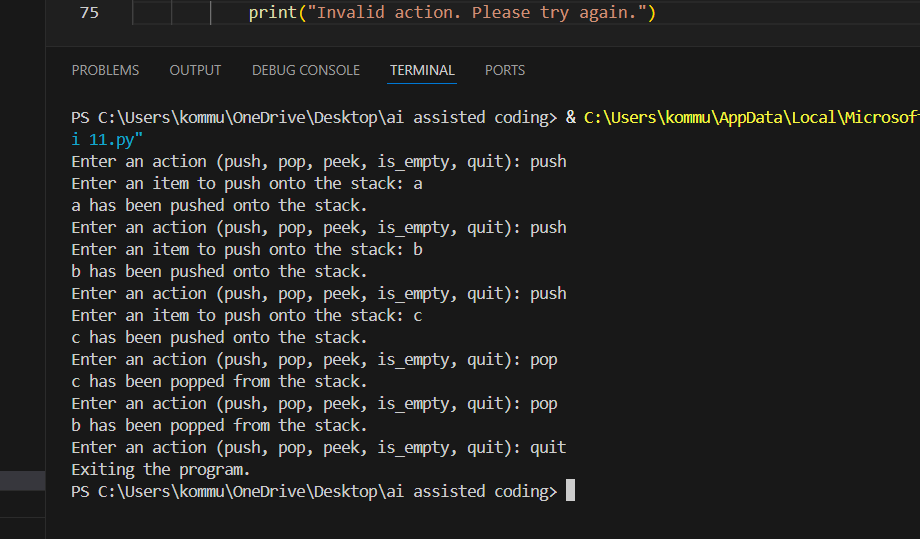 75 print("Invalid action. Please try again.")
PROBLEMS OUTPUT DEBUG CONSOLE TERMINAL PORTS
PS C:\Users\kommu\OneDrive\Desktop\ai assisted coding> & C:\Users\kommu\AppData\Local\Microsof
i 11.py"
Enter an action (push, pop, peek, is_empty, quit): push
Enter an item to push onto the stack: a
a has been pushed onto the stack.
Enter an action (push, pop, peek, is_empty, quit): push
Enter an item to push onto the stack: b
b has been pushed onto the stack.
Enter an action (push, pop, peek, is_empty, quit): push
Enter an item to push onto the stack: c
c has been pushed onto the stack.
Enter an action (push, pop, peek, is_empty, quit): pop
c has been popped from the stack.
Enter an action (push, pop, peek, is_empty, quit): pop
b has been popped from the stack.
Enter an action (push, pop, peek, is_empty, quit): quit
Exiting the program.
PS C:\Users\kommu\OneDrive\Desktop\ai assisted coding>